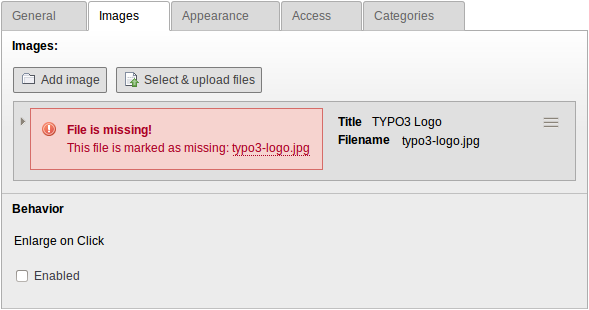 General Images Appearance Access Categories
Images:
Add image Select & upload files
File is missing!
This file is marked as missing: typo3-logo.jpg
Title TYPO3 Logo
Filename typo3-logo.jpg
Behavior
Enlarge on Click
Enabled